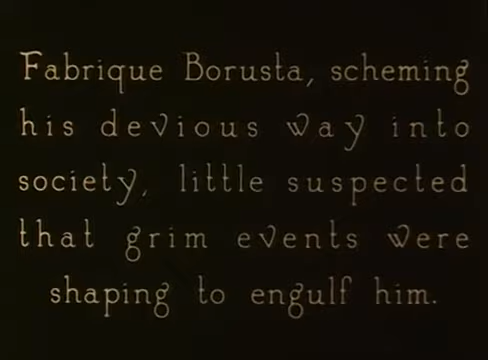 Fabrique Borusta, scheming
his devious way into
society, little suspected
that grim events were
shaping to engulf him.